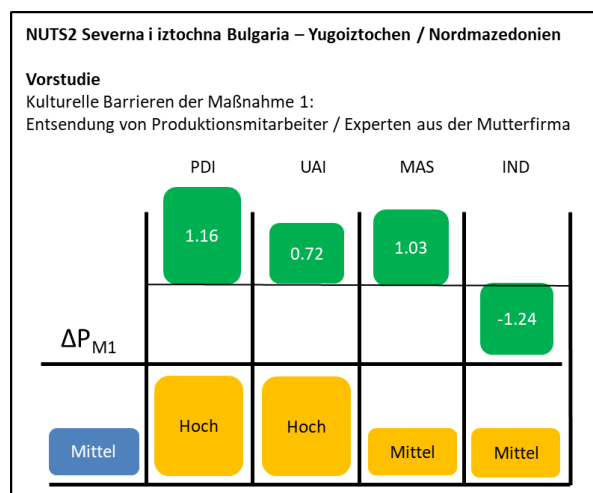 NUTS2 Severna i iztochna Bulgaria – Yugoiztochen / Nordmazedonien
Vorstudie
Kulturelle Barrieren der Maßnahme 1:
Entsendung von Produktionsmitarbeiter / Experten aus der Mutterfirma
PDI UAI MAS IND
1.16 0.72 1.03
-1.24
ΔP_M1
Hoch Hoch
Mittel Mittel Mittel